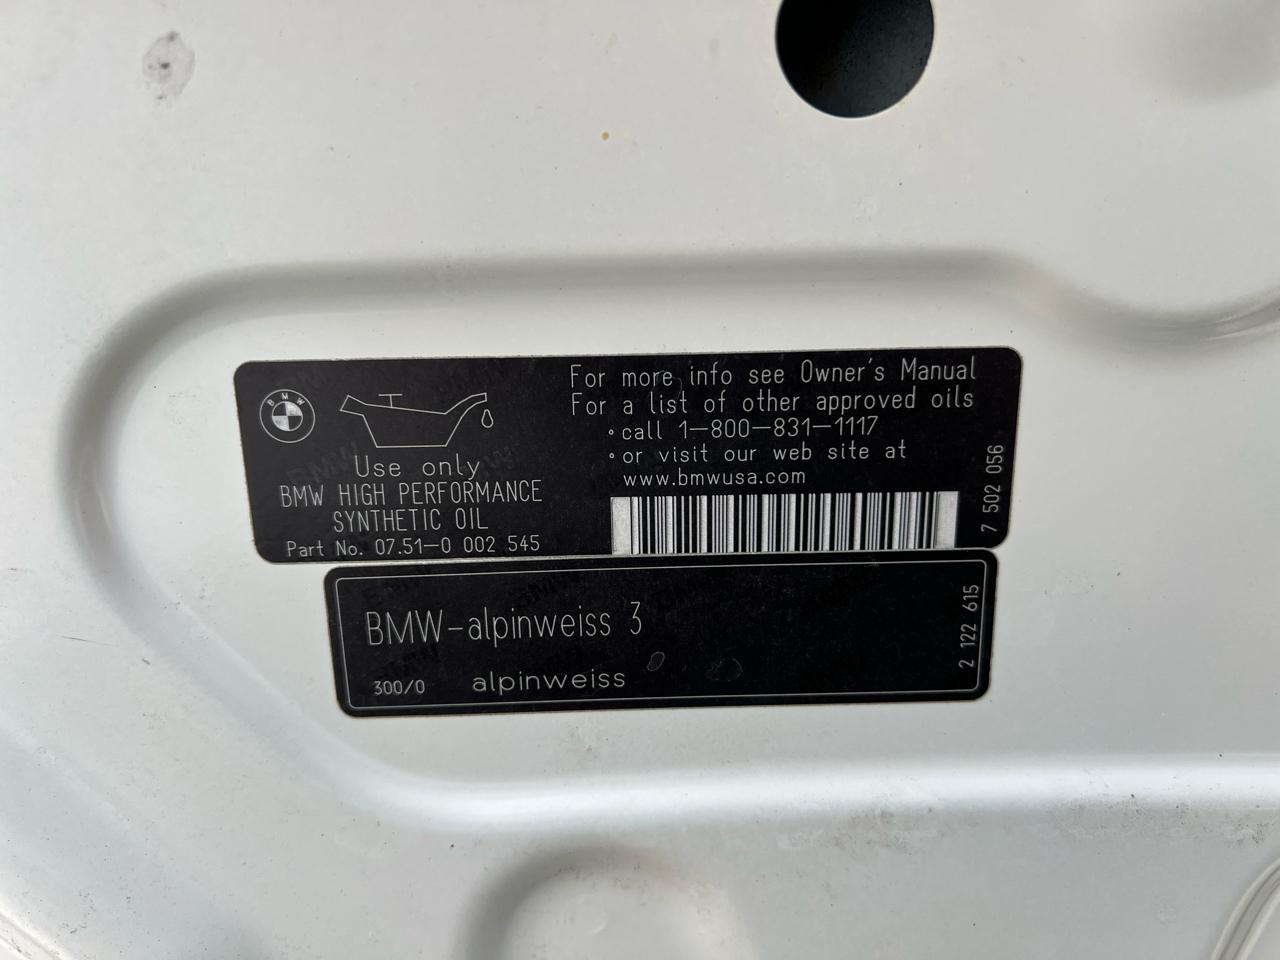 BMW
Use only
BMW HIGH PERFORMANCE
SYNTHETIC OIL
Part No. 07.51-0 002 545
For more info see Owner's Manual
For a list of other approved oils
• call 1-800-831-1117
• or visit our web site at
www.bmwusa.com
7 502 056
BMW-alpinweiss 3
300/0 alpinweiss
2 122 615